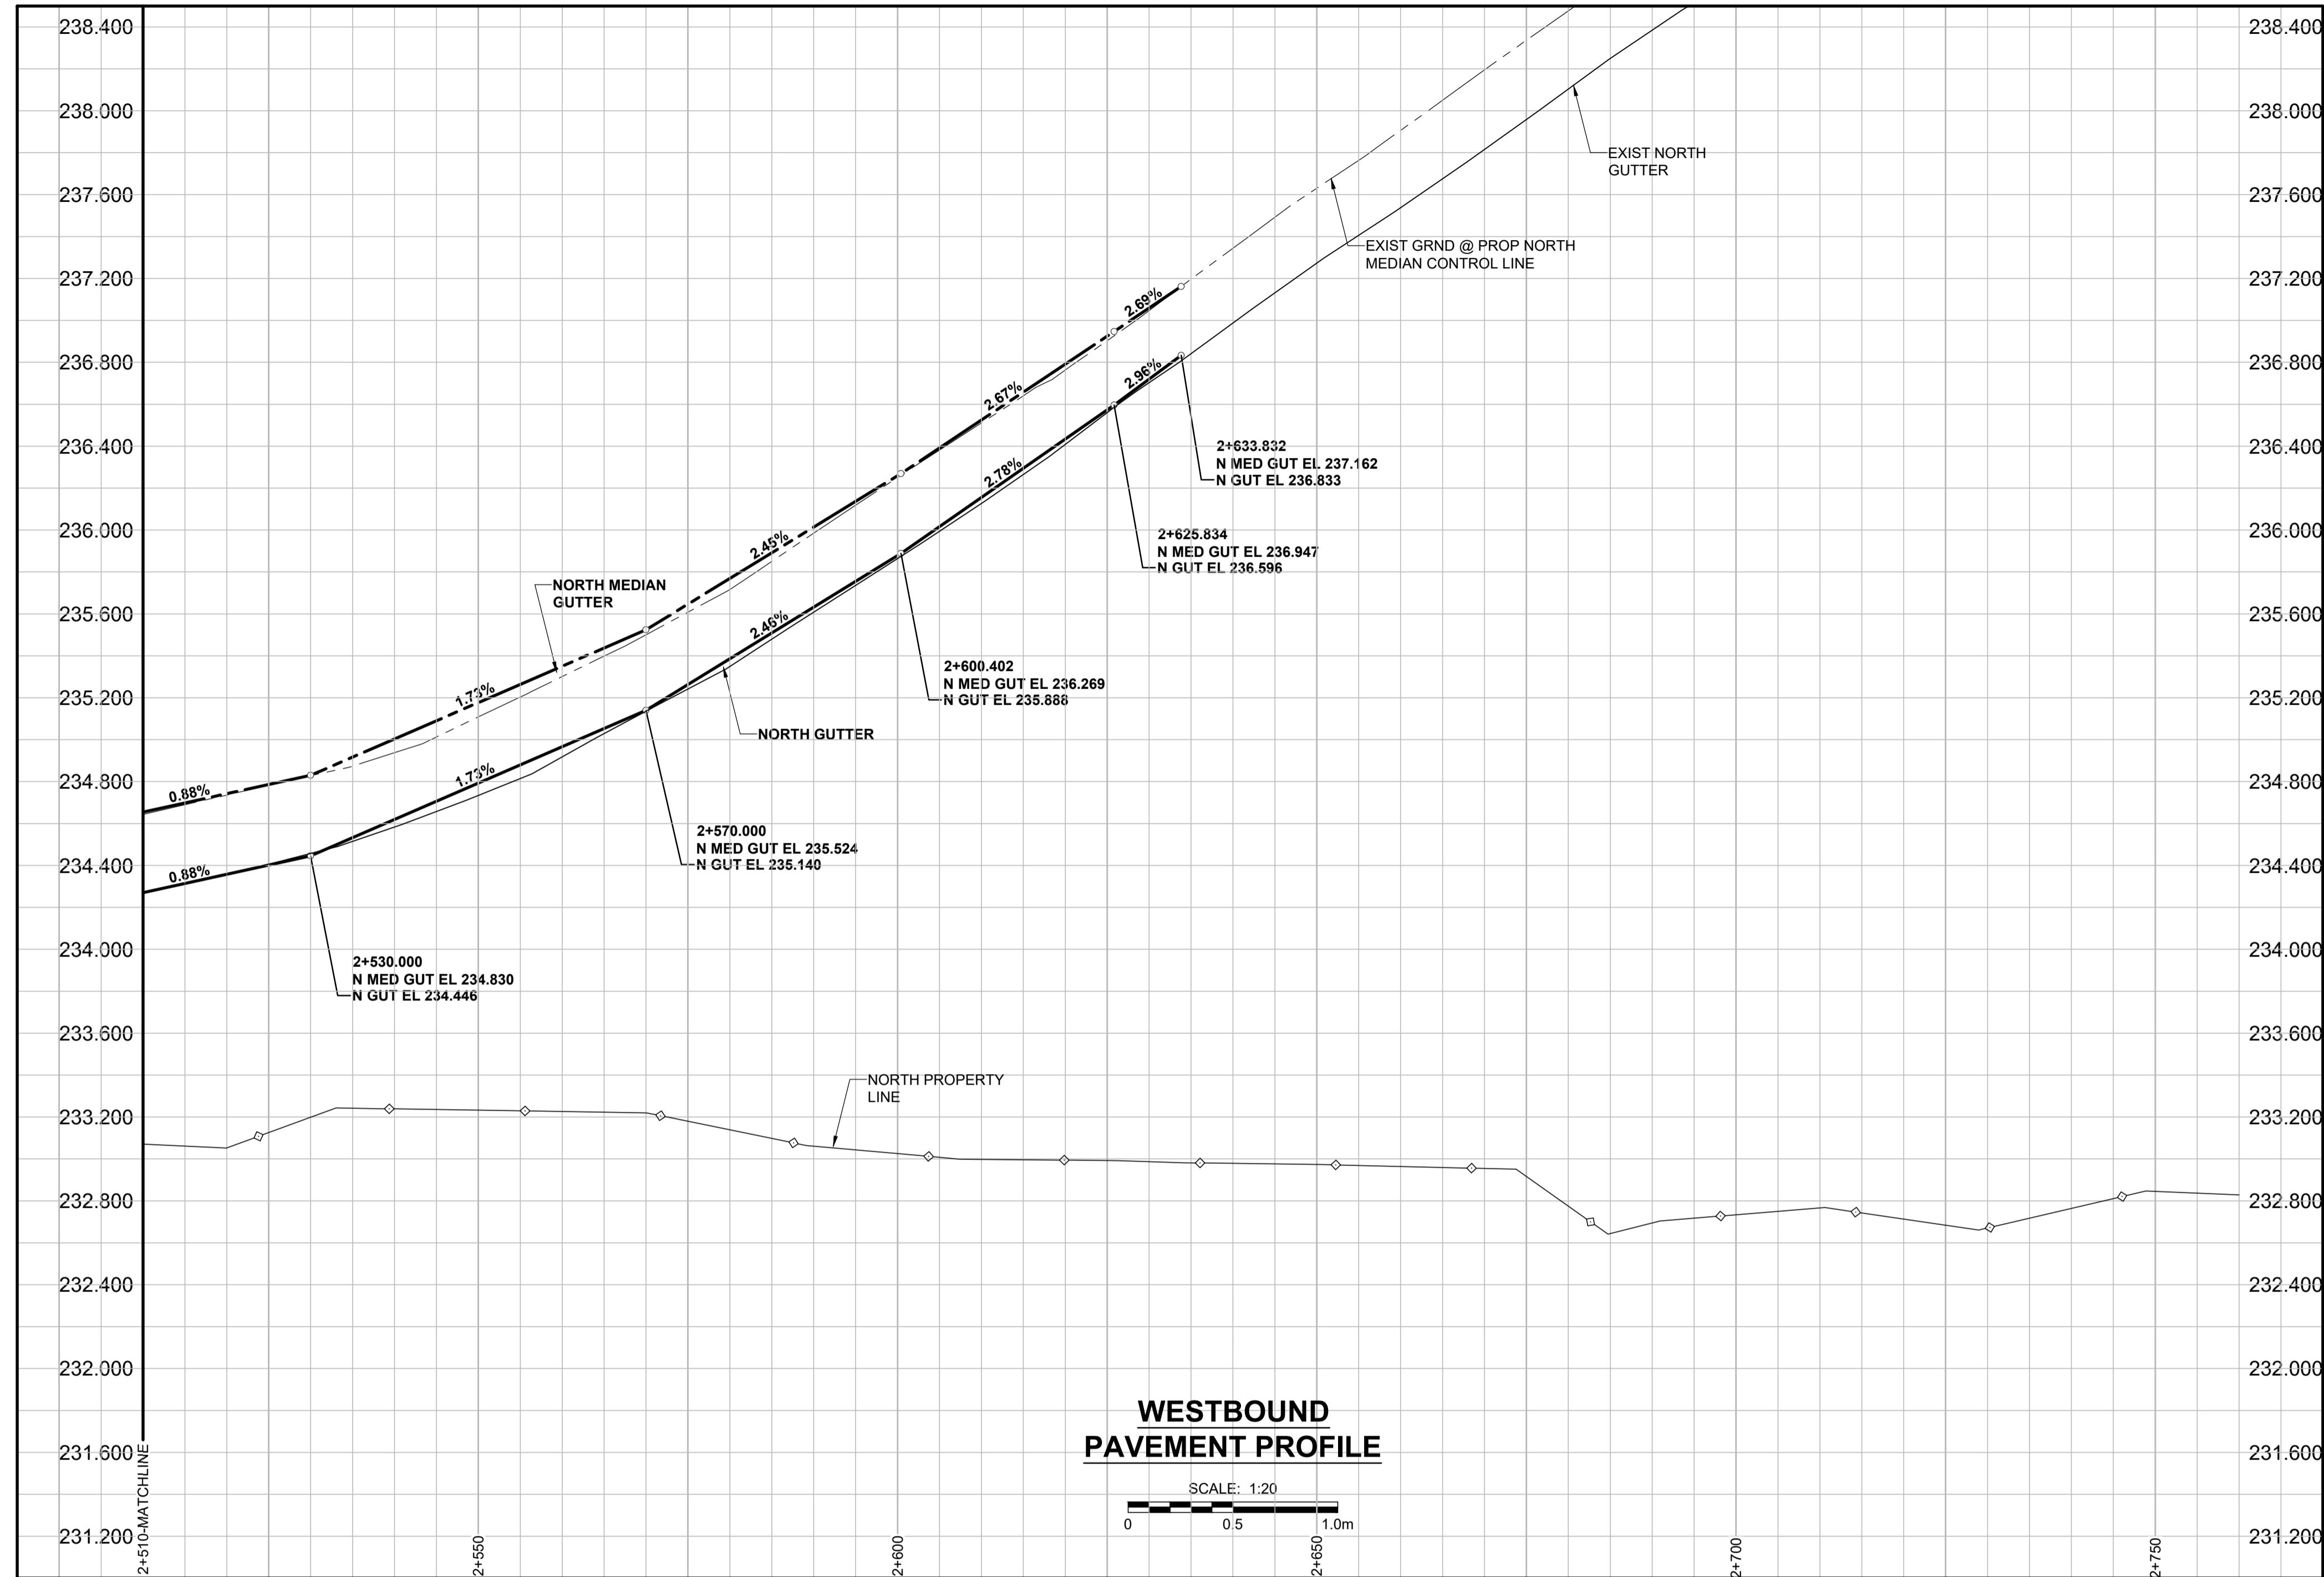 238.400 238.400
238.000 238.000
EXIST NORTH
GUTTER
237.600 237.600
EXIST GRND @ PROP NORTH
MEDIAN CONTROL LINE
237.200 237.200
2.69%
236.800 236.800
2.96%
2.67%
236.400 236.400
2+633.832
N MED GUT EL 237.162
N GUT EL 236.833
2.78%
236.000 236.000
2+625.834
N MED GUT EL 236.947
N GUT EL 236.596
2.45%
NORTH MEDIAN
GUTTER
235.600 235.600
2.46%
2+600.402
N MED GUT EL 236.269
N GUT EL 235.888
235.200 235.200
1.73%
NORTH GUTTER
234.800 234.800
0.88%
1.73%
2+570.000
N MED GUT EL 235.524
N GUT EL 235.140
234.400 234.400
0.88%
234.000 234.000
2+530.000
N MED GUT EL 234.830
N GUT EL 234.446
233.600 233.600
NORTH PROPERTY
LINE
233.200 233.200
232.800 232.800
232.400 232.400
232.000 232.000
WESTBOUND
PAVEMENT PROFILE
231.600 231.600
SCALE: 1:20
0 0.5 1.0m
231.200 231.200
2+510-MATCHLINE
2+550
2+600
2+650
2+700
2+750